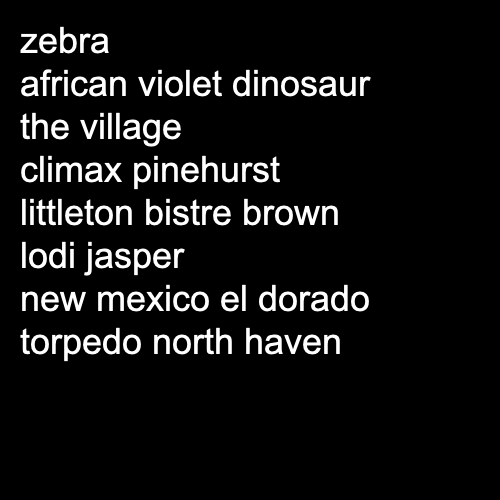 zebra
african violet dinosaur
the village
climax pinehurst
littleton bistre brown
lodi jasper
new mexico el dorado
torpedo north haven